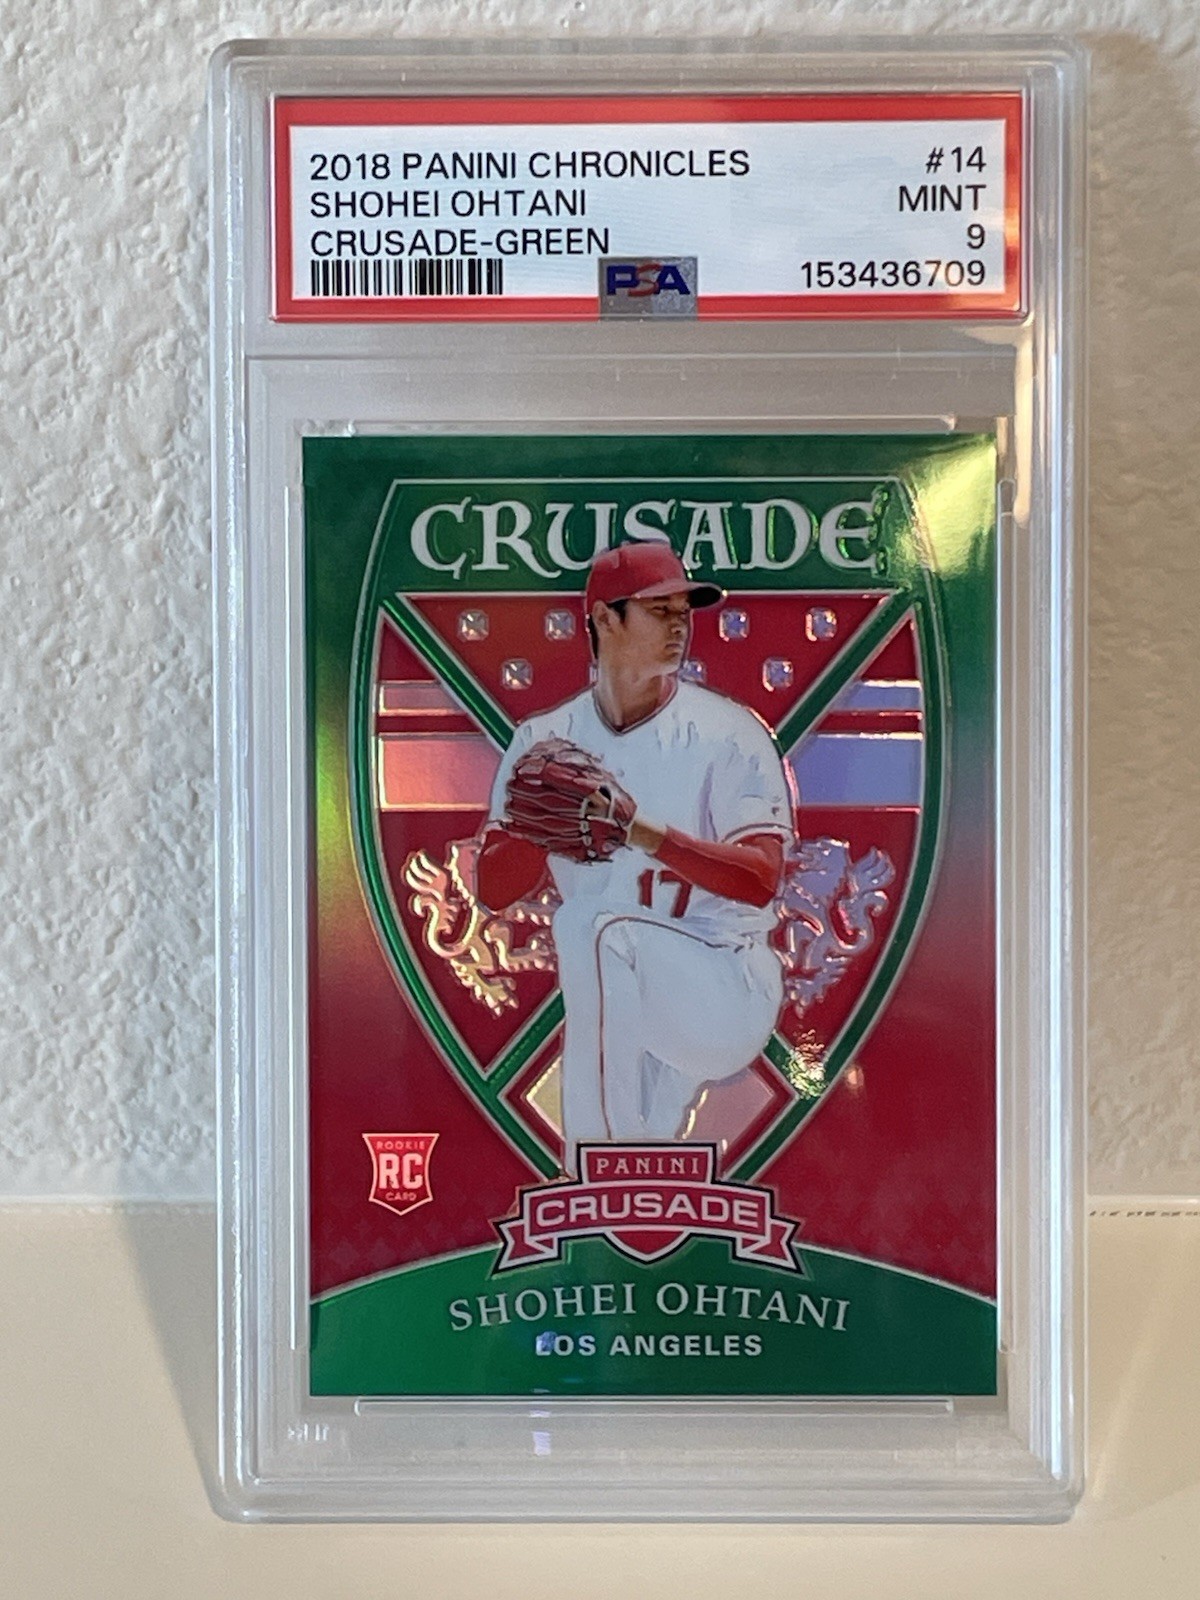 2018 PANINI CHRONICLES #14
SHOHEI OHTANI MINT
CRUSADE-GREEN 9
PSA 153436709
CRUSADE
17
ROOKIE
RC
CARD
PANINI
CRUSADE
SHOHEI OHTANI
LOS ANGELES